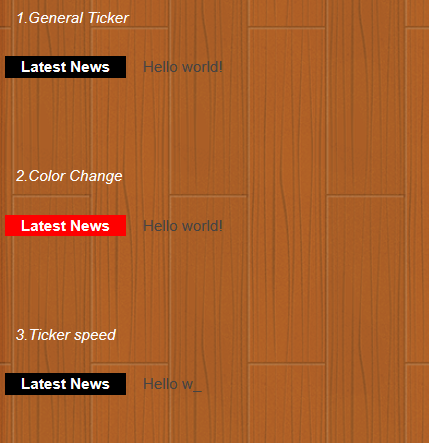 1.General Ticker
Latest News Hello world!
2.Color Change
Latest News Hello world!
3.Ticker speed
Latest News Hello w_